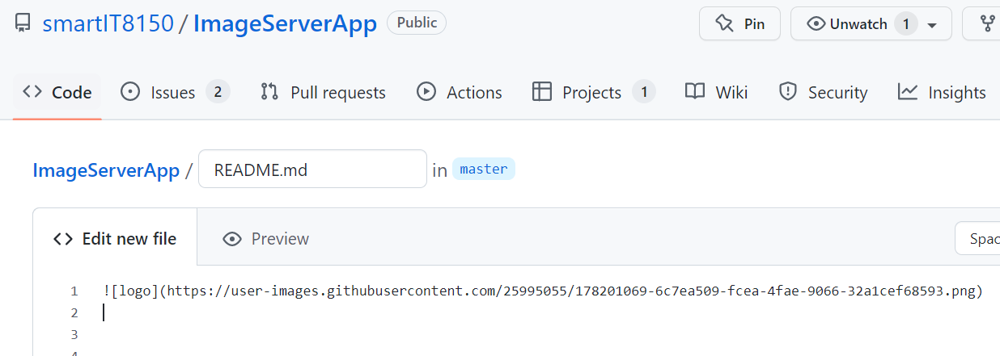 smartIT8150 / ImageServerApp Public Pin Unwatch 1
Code Issues 2 Pull requests Actions Projects 1 Wiki Security Insights
ImageServerApp / README.md in master
Edit new file Preview Spac
1 ![logo](https://user-images.githubusercontent.com/25995055/178201069-6c7ea509-fcea-4fae-9066-32a1cef68593.png)
2
3
4